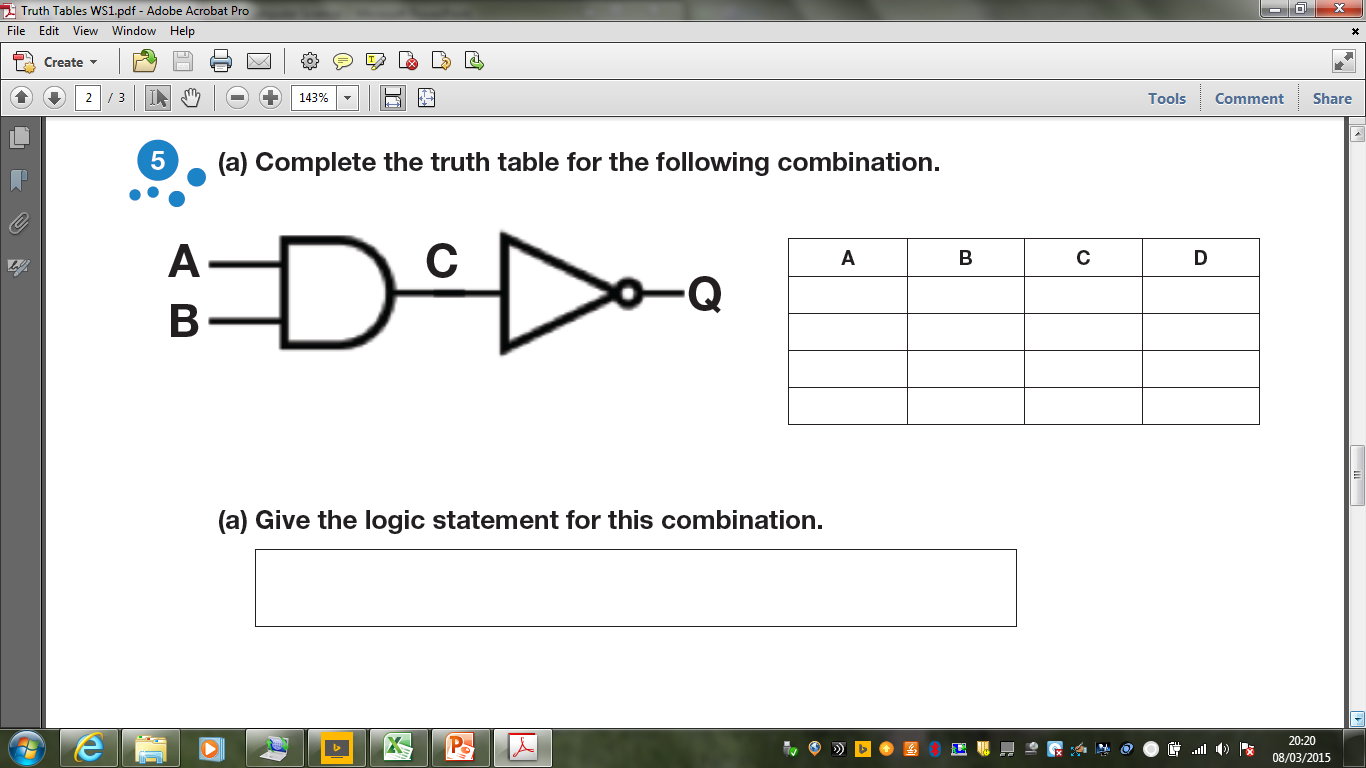 Truth Tables WS1.pdf - Adobe Acrobat Pro
File Edit View Window Help
Create
2 / 3 143% Tools Comment Share
5 (a) Complete the truth table for the following combination.
A B C Q
A B C D
(a) Give the logic statement for this combination.
20:20
08/03/2015